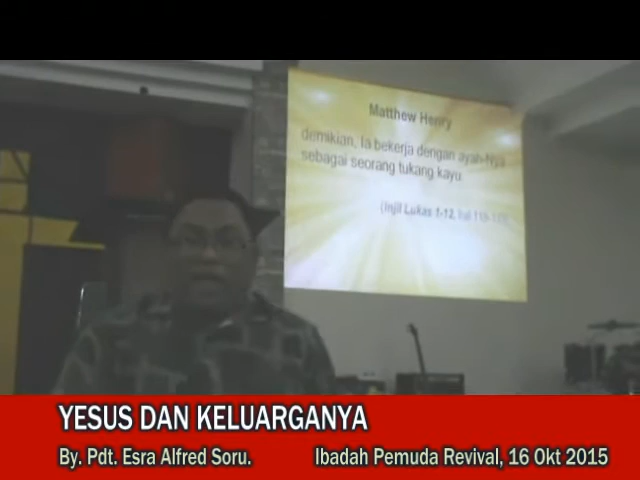 Matthew Henry
demikian, Ia bekerja dengan ayah-Nya
sebagai seorang tukang kayu.
(Injil Lukas 1-12, hal
YESUS DAN KELUARGANYA
By. Pdt. Esra Alfred Soru. Ibadah Pemuda Revival, 16 Okt 2015